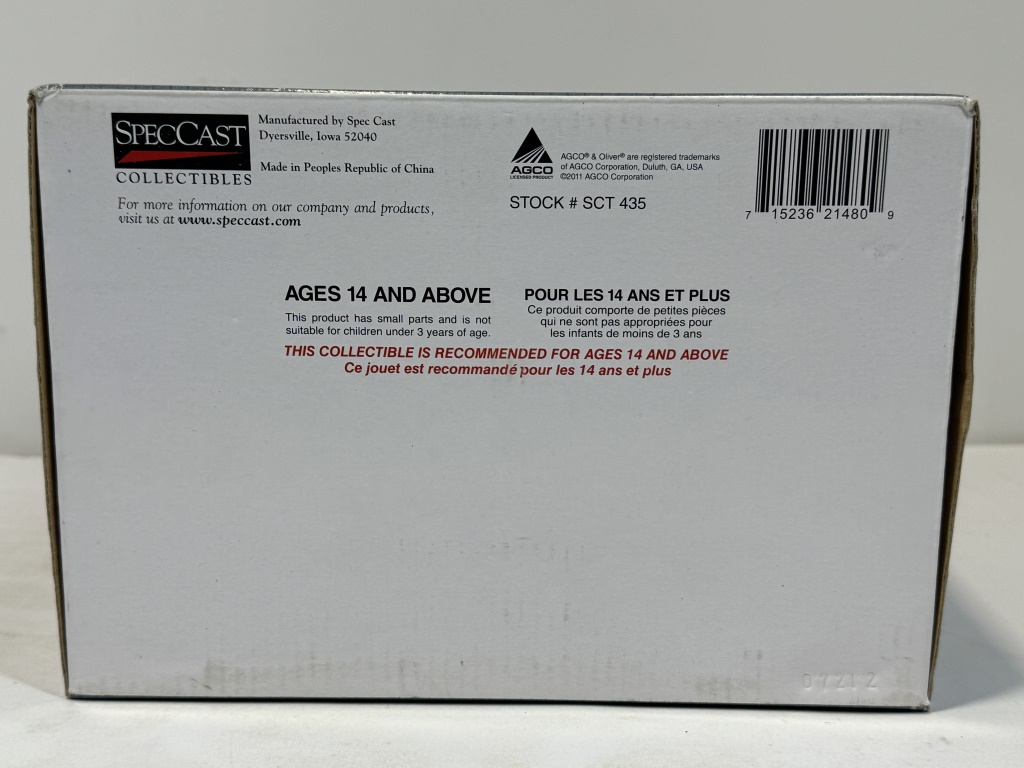 SPECCAST
COLLECTIBLES
Manufactured by Spec Cast
Dyersville, Iowa 52040
Made in Peoples Republic of China
For more information on our company and products,
visit us at www.speccast.com
AGCO
LICENSED PRODUCT
AGCO® & Oliver® are registered trademarks
of AGCO Corporation, Duluth, GA, USA
©2011 AGCO Corporation
STOCK # SCT 435
7 15236 21480 9
AGES 14 AND ABOVE
This product has small parts and is not
suitable for children under 3 years of age.
POUR LES 14 ANS ET PLUS
Ce produit comporte de petites pièces
qui ne sont pas appropriées pour
les infants de moins de 3 ans
THIS COLLECTIBLE IS RECOMMENDED FOR AGES 14 AND ABOVE
Ce jouet est recommandé pour les 14 ans et plus